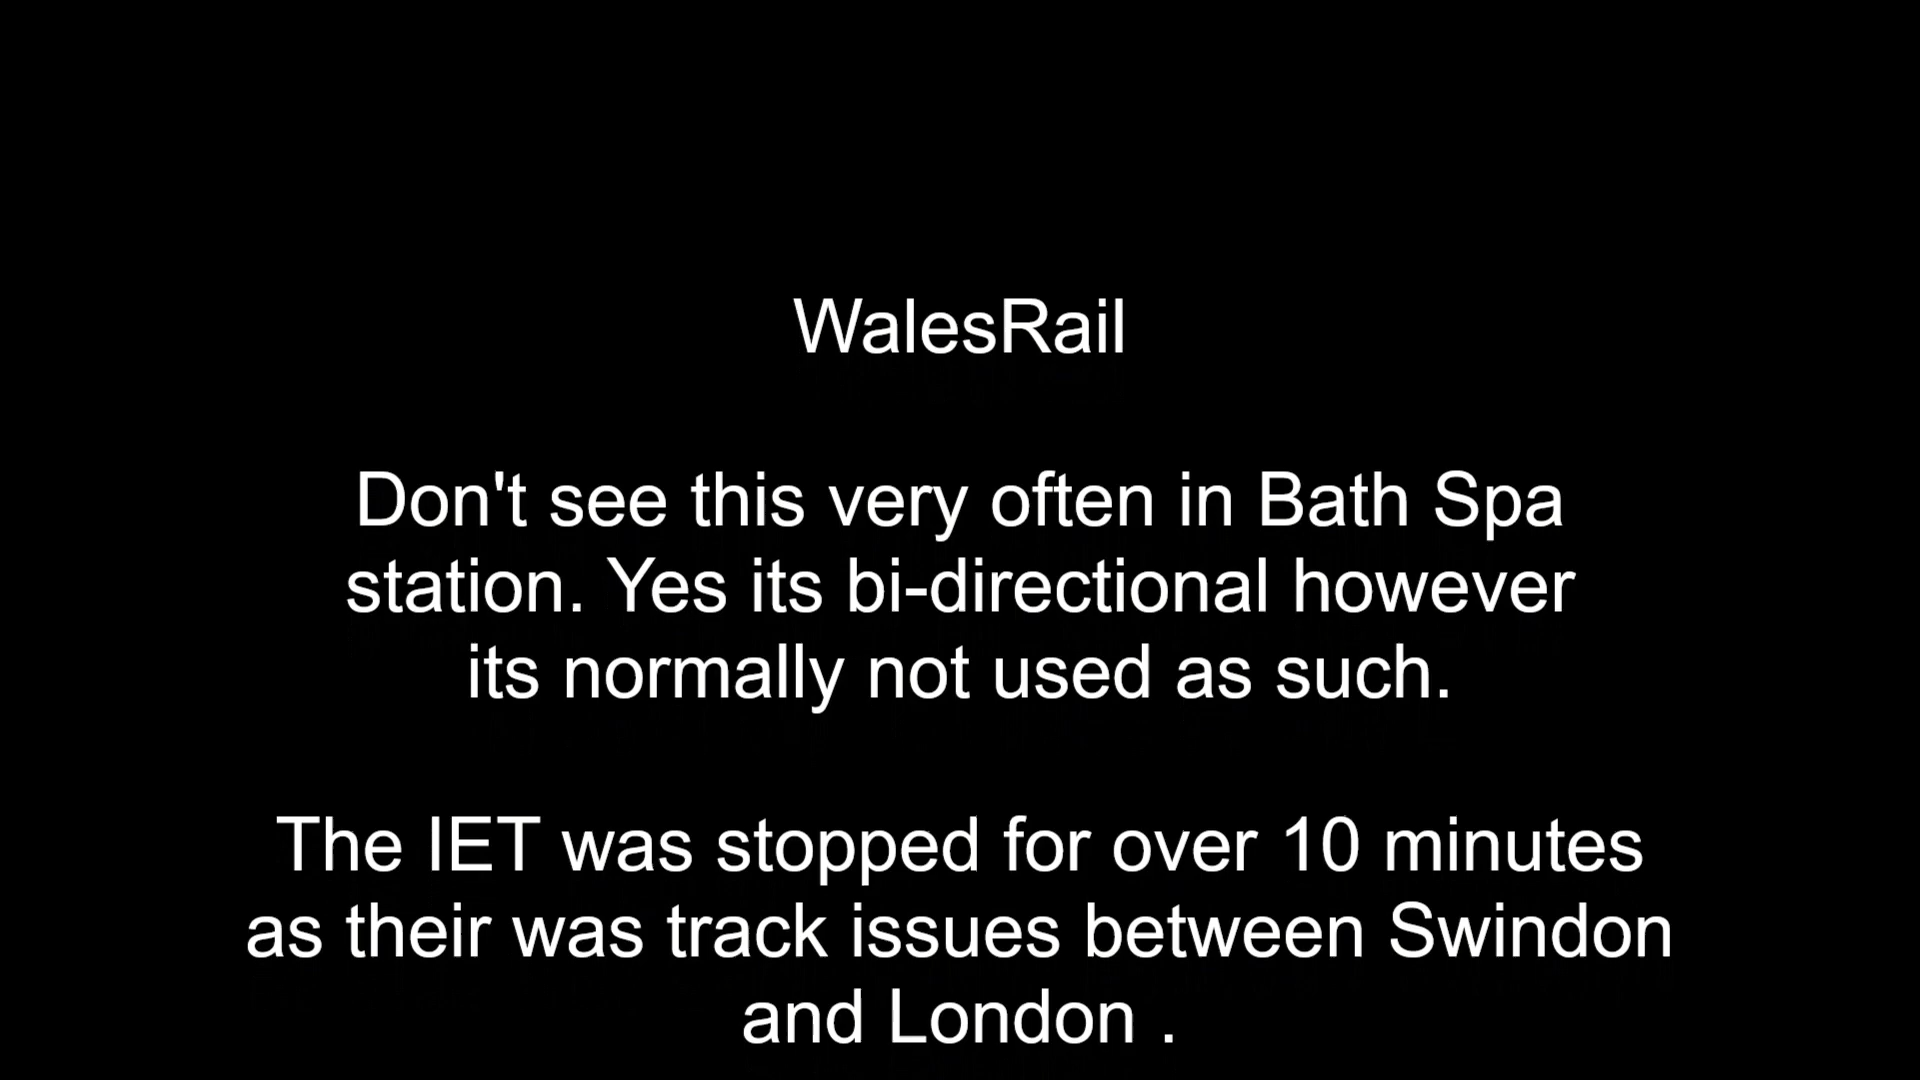 WalesRail
Don't see this very often in Bath Spa
station. Yes its bi-directional however
its normally not used as such.
The IET was stopped for over 10 minutes
as their was track issues between Swindon
and London .